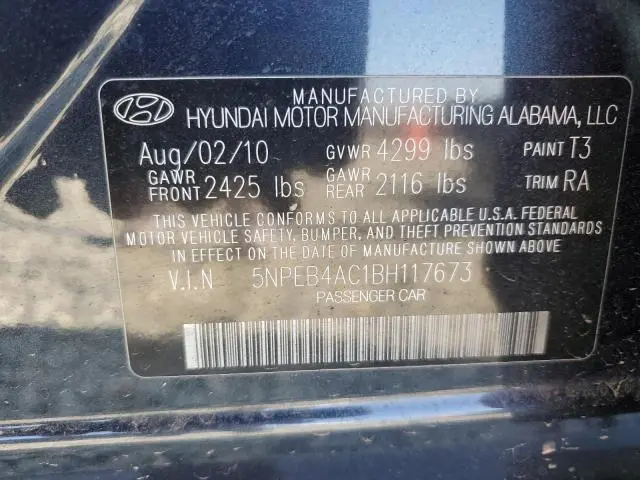 MANUFACTURED BY
HYUNDAI MOTOR MANUFACTURING ALABAMA, LLC
Aug/02/10 GVWR 4299 lbs PAINT T3
GAWR FRONT 2425 lbs GAWR REAR 2116 lbs TRIM RA
THIS VEHICLE CONFORMS TO ALL APPLICABLE U.S.A. FEDERAL
MOTOR VEHICLE SAFETY, BUMPER, AND THEFT PREVENTION STANDARDS
IN EFFECT ON THE DATE OF MANUFACTURE SHOWN ABOVE.
V.I.N 5NPEB4AC1BH117673
PASSENGER CAR